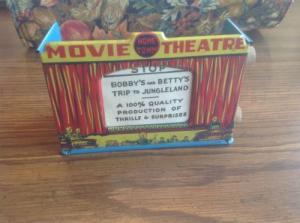 MOVIE HOME TOWN THEATRE
STOP
BOBBY'S AND BETTY'S
TRIP TO JUNGLELAND
A 100% QUALITY
PRODUCTION OF
THRILLS & SURPRISES